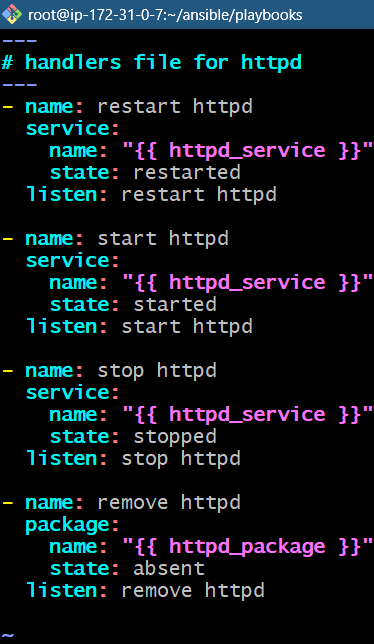 root@ip-172-31-0-7:~/ansible/playbooks
---
# handlers file for httpd
---
- name: restart httpd
  service:
    name: "{{ httpd_service }}"
    state: restarted
  listen: restart httpd

- name: start httpd
  service:
    name: "{{ httpd_service }}"
    state: started
  listen: start httpd

- name: stop httpd
  service:
    name: "{{ httpd_service }}"
    state: stopped
  listen: stop httpd

- name: remove httpd
  package:
    name: "{{ httpd_package }}"
    state: absent
  listen: remove httpd

~